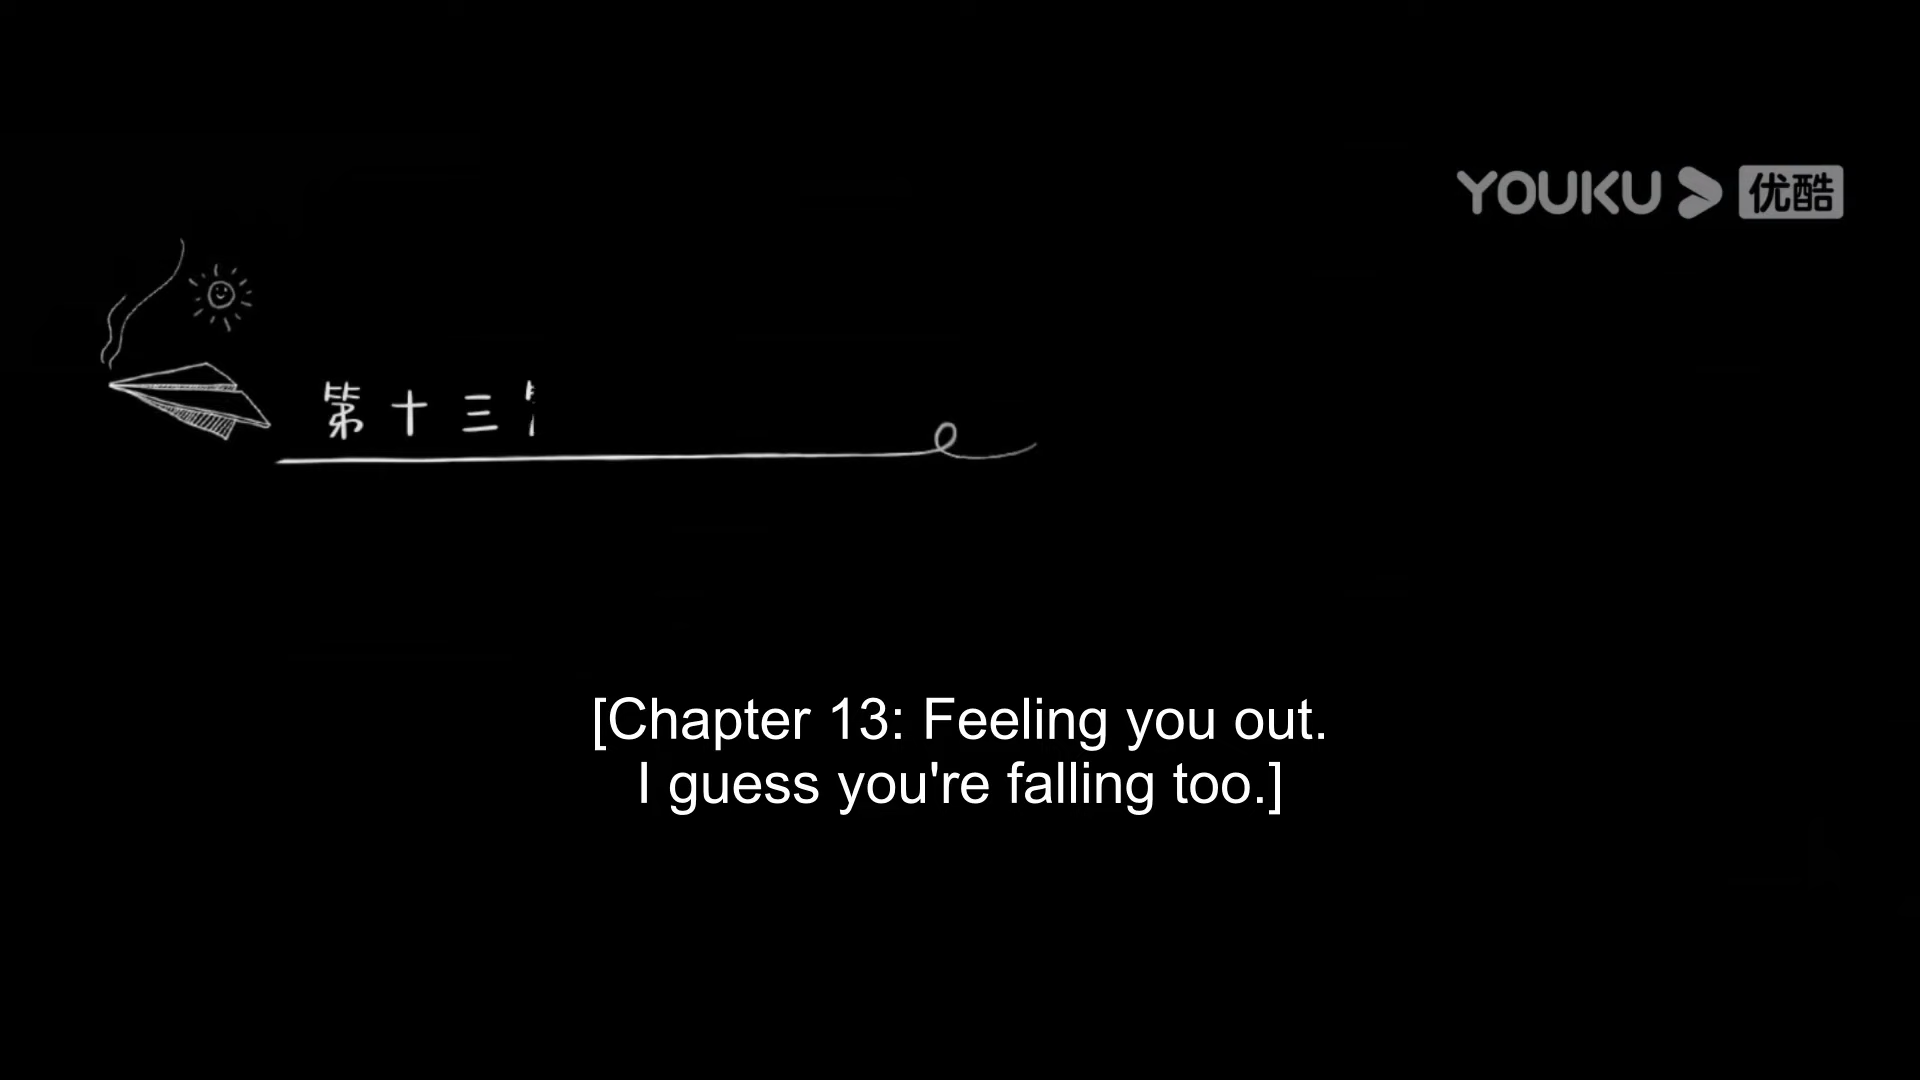 YOUKU 优酷
第十三
[Chapter 13: Feeling you out.
I guess you're falling too.]